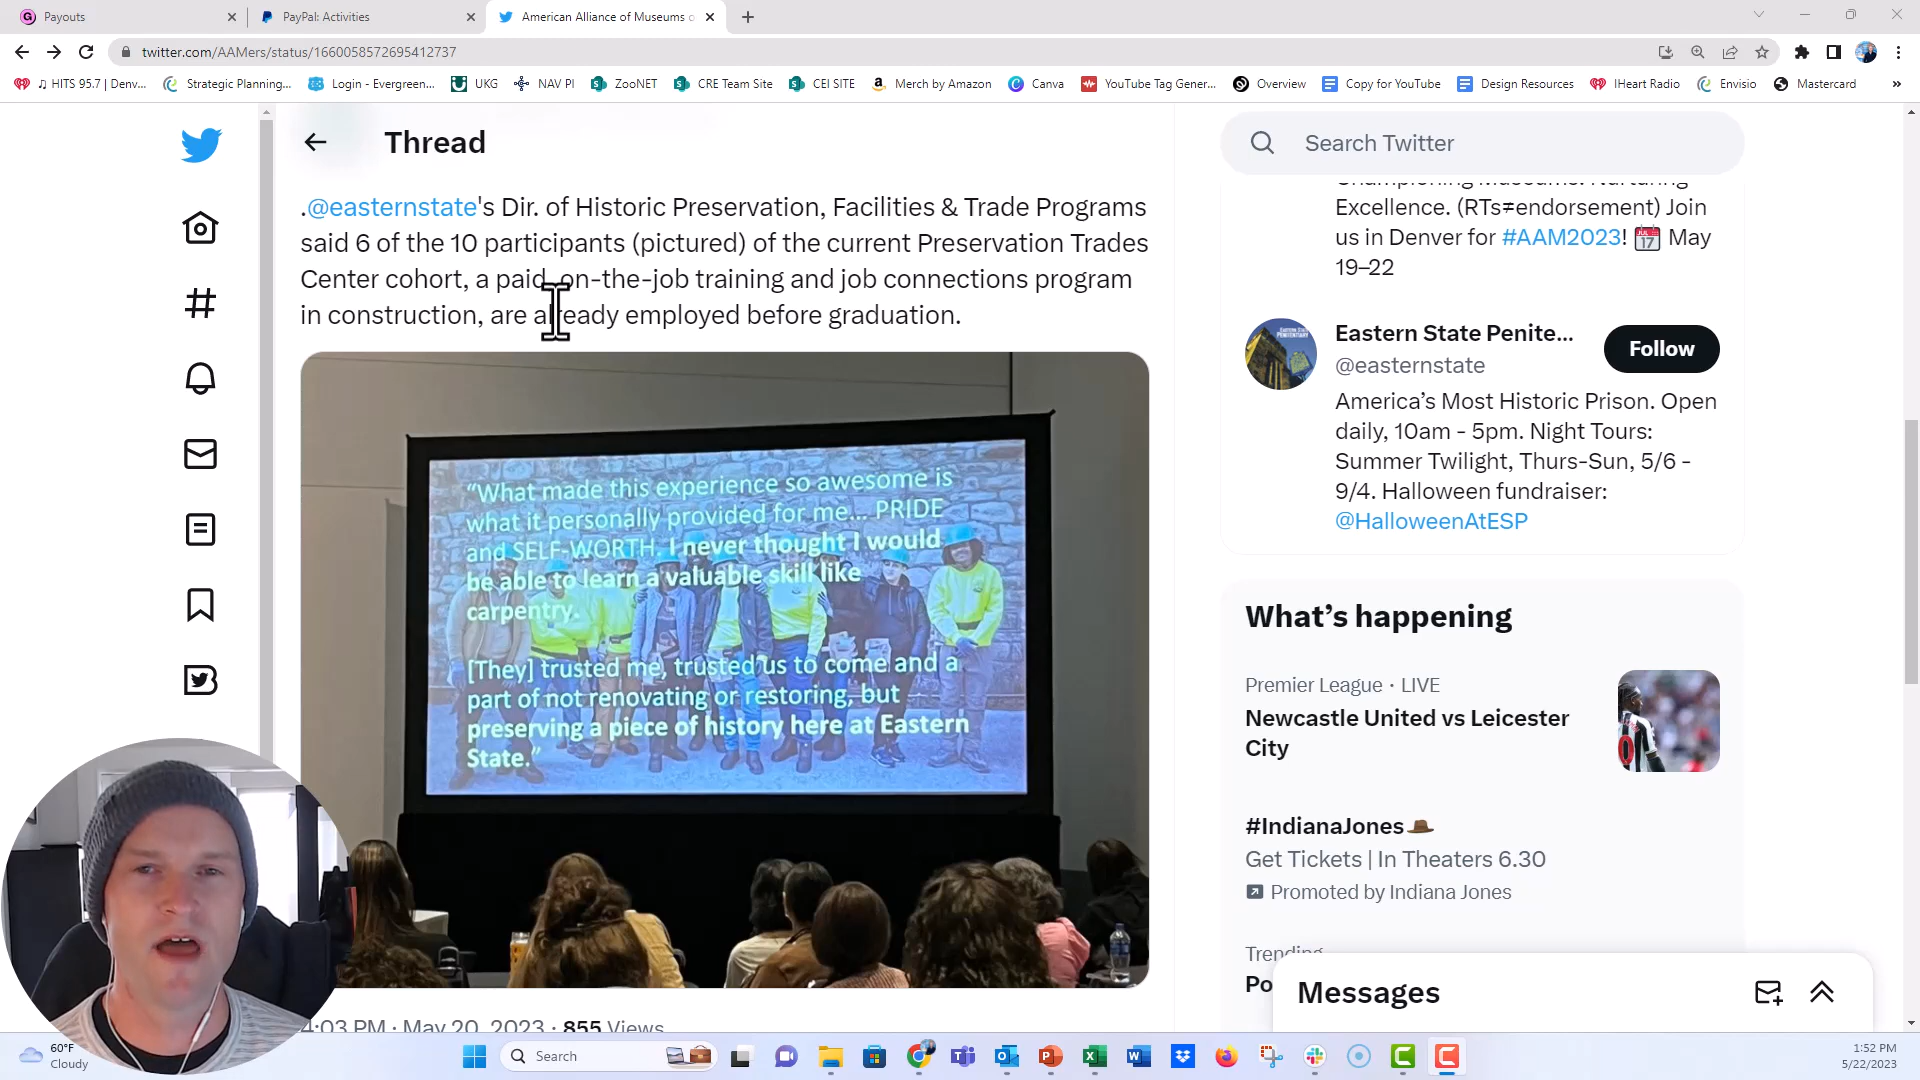 Payouts
PayPal: Activities
American Alliance of Museums o
twitter.com/AAMers/status/1660058572695412737
♫ HITS 95.7 | Denv...
Strategic Planning...
Login - Evergreen...
UKG
NAV PI
ZooNET
CRE Team Site
CEI SITE
Merch by Amazon
Canva
YouTube Tag Gener...
Overview
Copy for YouTube
Design Resources
IHeart Radio
Envisio
Mastercard
»
Thread
.@easternstate's Dir. of Historic Preservation, Facilities & Trade Programs
said 6 of the 10 participants (pictured) of the current Preservation Trades
Center cohort, a paid, on-the-job training and job connections program
in construction, are already employed before graduation.
“What made this experience so awesome is
what it personally provided for me... PRIDE
and SELF-WORTH. I never thought I would
be able to learn a valuable skill like
carpentry.
[They] trusted me, trusted us to come and a
part of not renovating or restoring, but
preserving a piece of history here at Eastern
State.”
4:03 PM · May 20, 2023 · 855 Views
Search Twitter
Championing Museums. Nurturing
Excellence. (RTs≠endorsement) Join
us in Denver for #AAM2023! JUL 17 May
19–22
Eastern State Penite...
@easternstate
Follow
America’s Most Historic Prison. Open
daily, 10am - 5pm. Night Tours:
Summer Twilight, Thurs-Sun, 5/6 -
9/4. Halloween fundraiser:
@HalloweenAtESP
What’s happening
Premier League · LIVE
Newcastle United vs Leicester
City
#IndianaJones
Get Tickets | In Theaters 6.30
Promoted by Indiana Jones
Trending
Po
Messages
60°F
Cloudy
Search
1:52 PM
5/22/2023